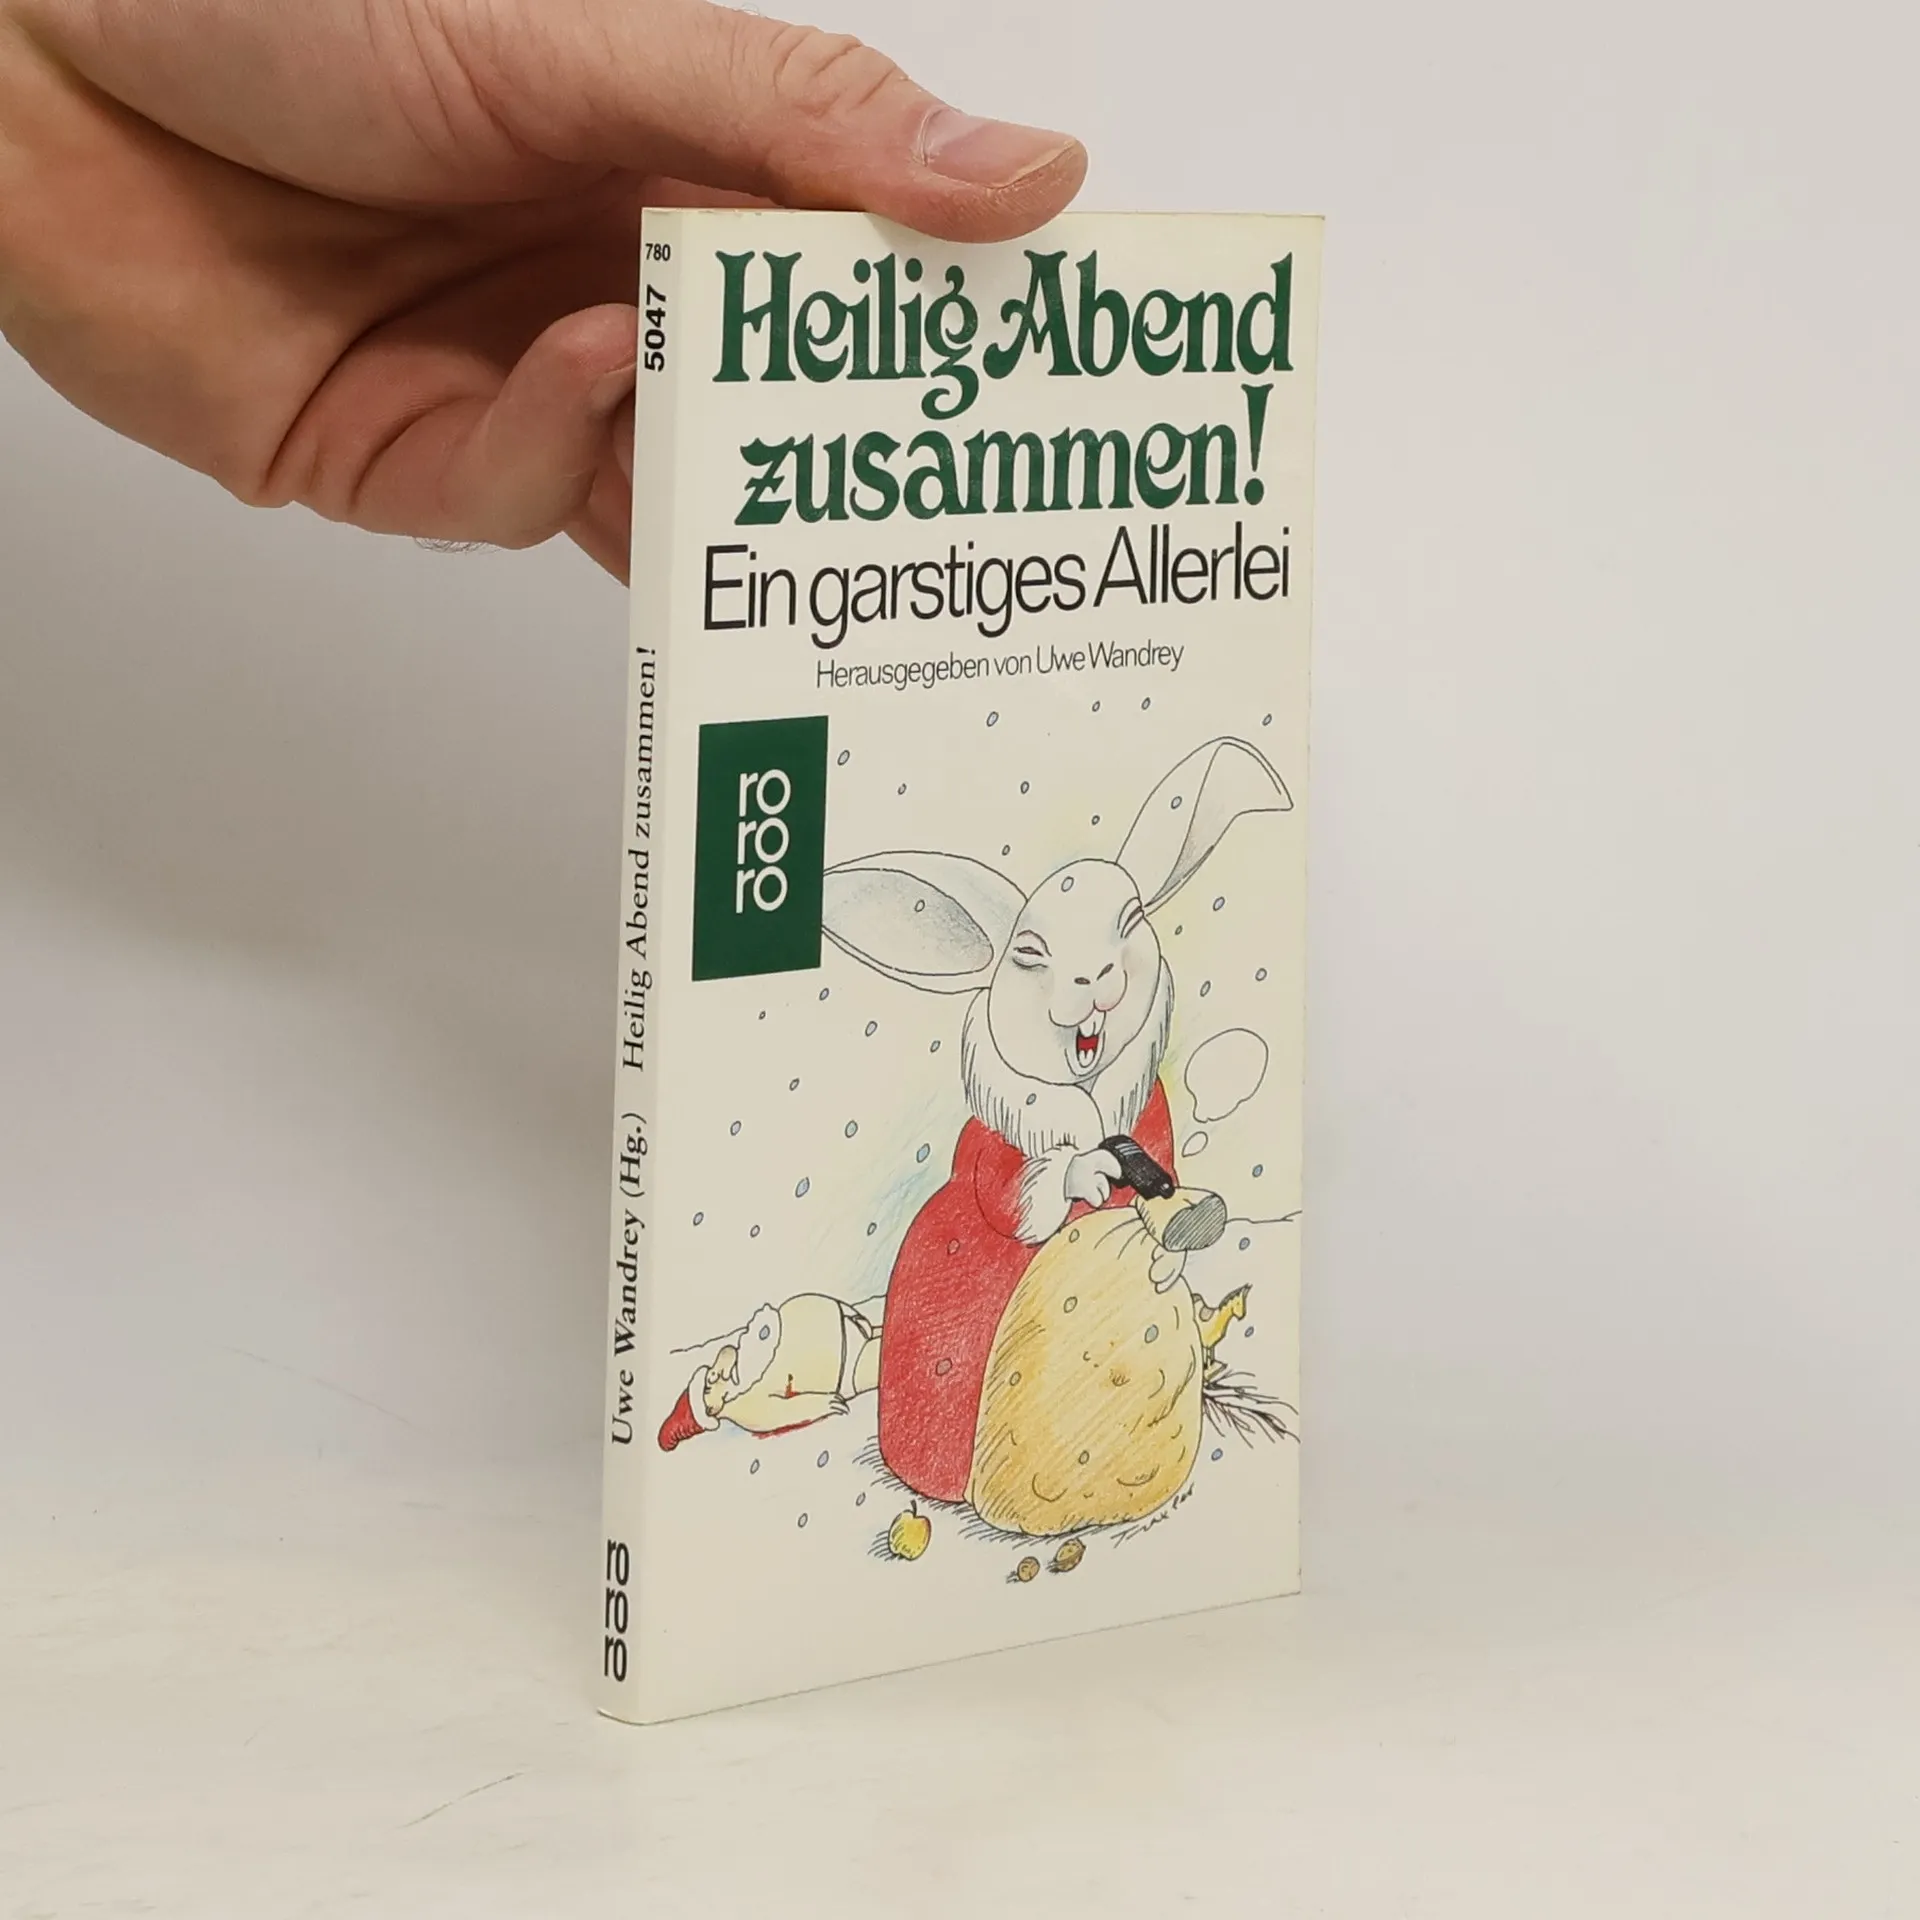 Heilig Abend
zusammen!
Ein garstiges Allerlei
Herausgegeben von Uwe Wandrey
ro
ro
ro
780
5047
Uwe Wandrey (Hg.) Heilig Abend zusammen!
ro
ro
ro